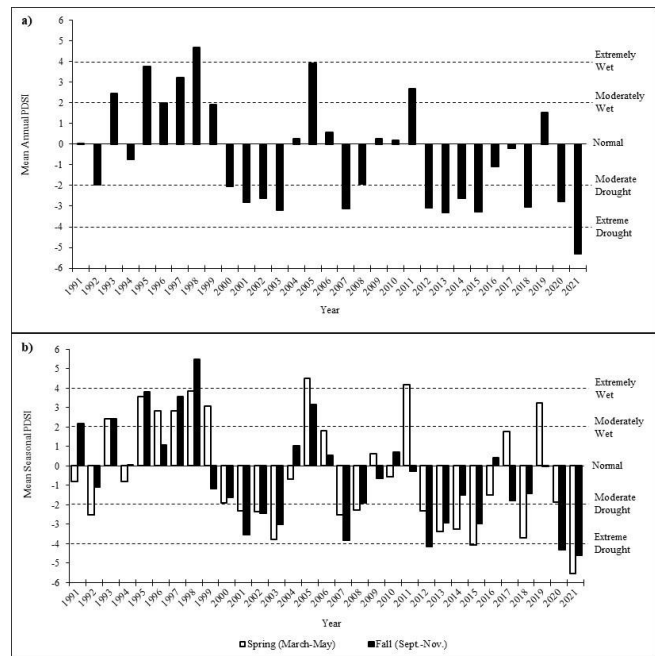 a)
6
5
4
3
2
1
0
-1
-2
-3
-4
-5
-6
Mean Annual PDSI
Extremely
Wet
Moderately
Wet
Normal
Moderate
Drought
Extreme
Drought
1991 1992 1993 1994 1995 1996 1997 1998 1999 2000 2001 2002 2003 2004 2005 2006 2007 2008 2009 2010 2011 2012 2013 2014 2015 2016 2017 2018 2019 2020 2021
Year
b)
6
5
4
3
2
1
0
-1
-2
-3
-4
-5
-6
Mean Seasonal PDSI
Extremely
Wet
Moderately
Wet
Normal
Moderate
Drought
Extreme
Drought
1991 1992 1993 1994 1995 1996 1997 1998 1999 2000 2001 2002 2003 2004 2005 2006 2007 2008 2009 2010 2011 2012 2013 2014 2015 2016 2017 2018 2019 2020 2021
Year
Spring (March-May) Fall (Sept.-Nov.)